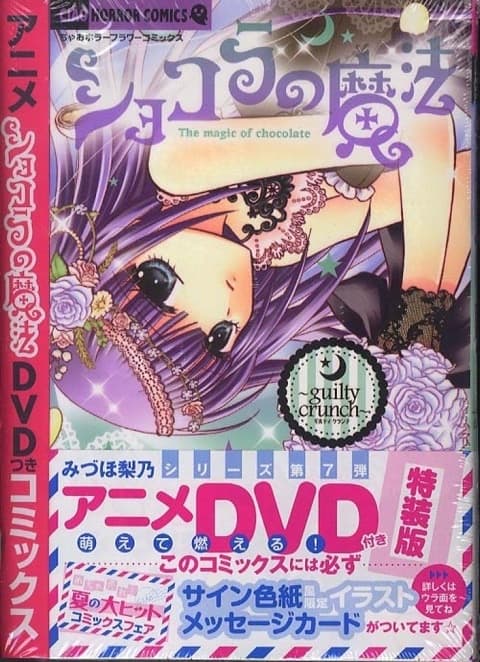 HORROR COMICS
ちゃおホラーフラワーコミックス
ショコラの魔法
The magic of chocolate
~guilty crunch~
アニメ ショコラの魔法 DVDつきコミックス
みづほ梨乃シリーズ第7弾
アニメDVD付き
特装版
萌えて燃える!
このコミックスには必ず
夏の大ヒット
コミックスフェア
サイン色紙
イラスト
メッセージカードがついてます☆
詳しくは
ウラ面を
見てね